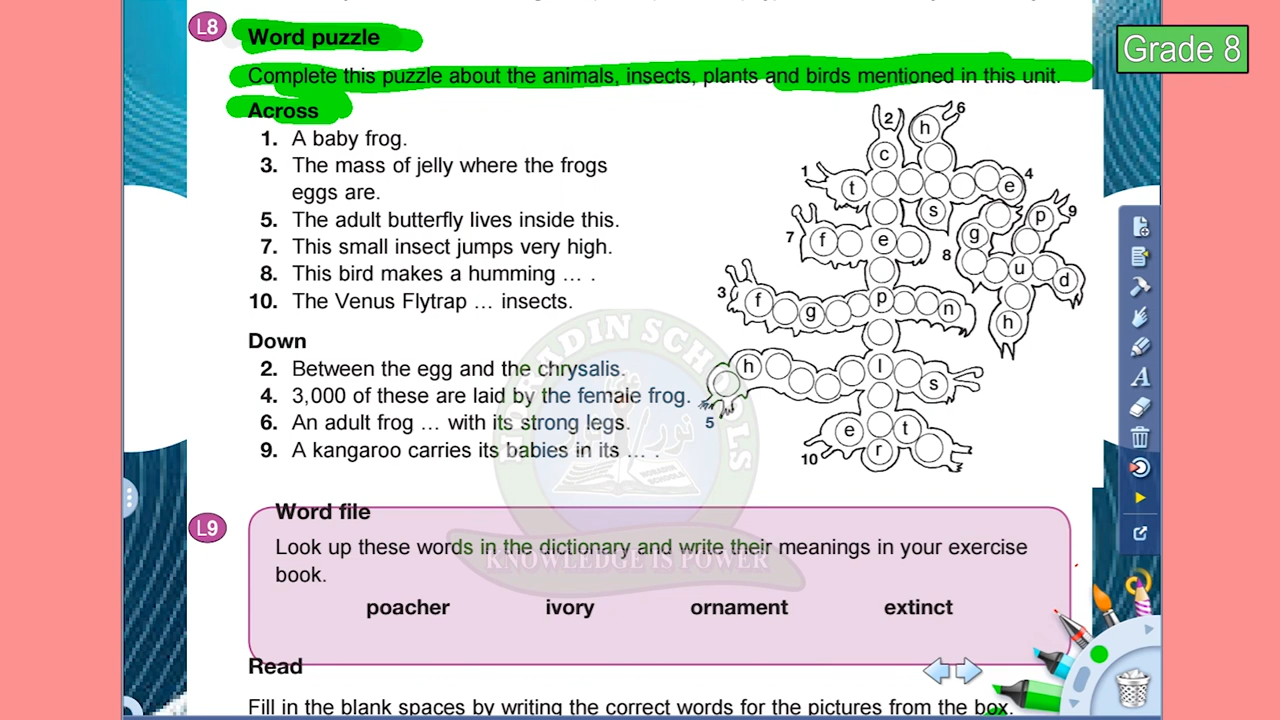 L8
Word puzzle
Grade 8
Complete this puzzle about the animals, insects, plants and birds mentioned in this unit.
Across
1. A baby frog.
3. The mass of jelly where the frogs
eggs are.
5. The adult butterfly lives inside this.
7. This small insect jumps very high.
8. This bird makes a humming … .
10. The Venus Flytrap … insects.
Down
2. Between the egg and the chrysalis.
4. 3,000 of these are laid by the female frog.
6. An adult frog … with its strong legs.
9. A kangaroo carries its babies in its … .
2 6
h
c
1 t 4 e
s p 9
7 f e g
8 u d
3 f g p n
h
h l s
5
e t
10 r
NORADIN SCHOOLS
KNOWLEDGE IS POWER
L9
Word file
Look up these words in the dictionary and write their meanings in your exercise
book.
poacher ivory ornament extinct
Read
Fill in the blank spaces by writing the correct words for the pictures from the box.